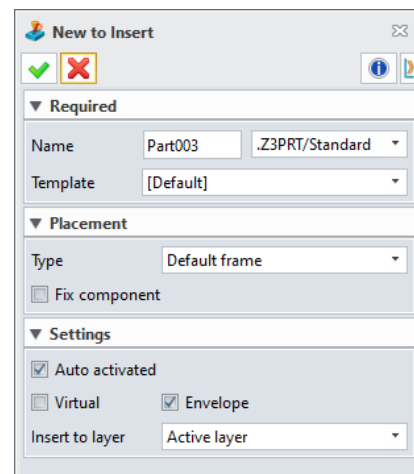 New to Insert
Required
Name Part003 .Z3PRT/Standard
Template [Default]
Placement
Type Default frame
Fix component
Settings
Auto activated
Virtual Envelope
Insert to layer Active layer